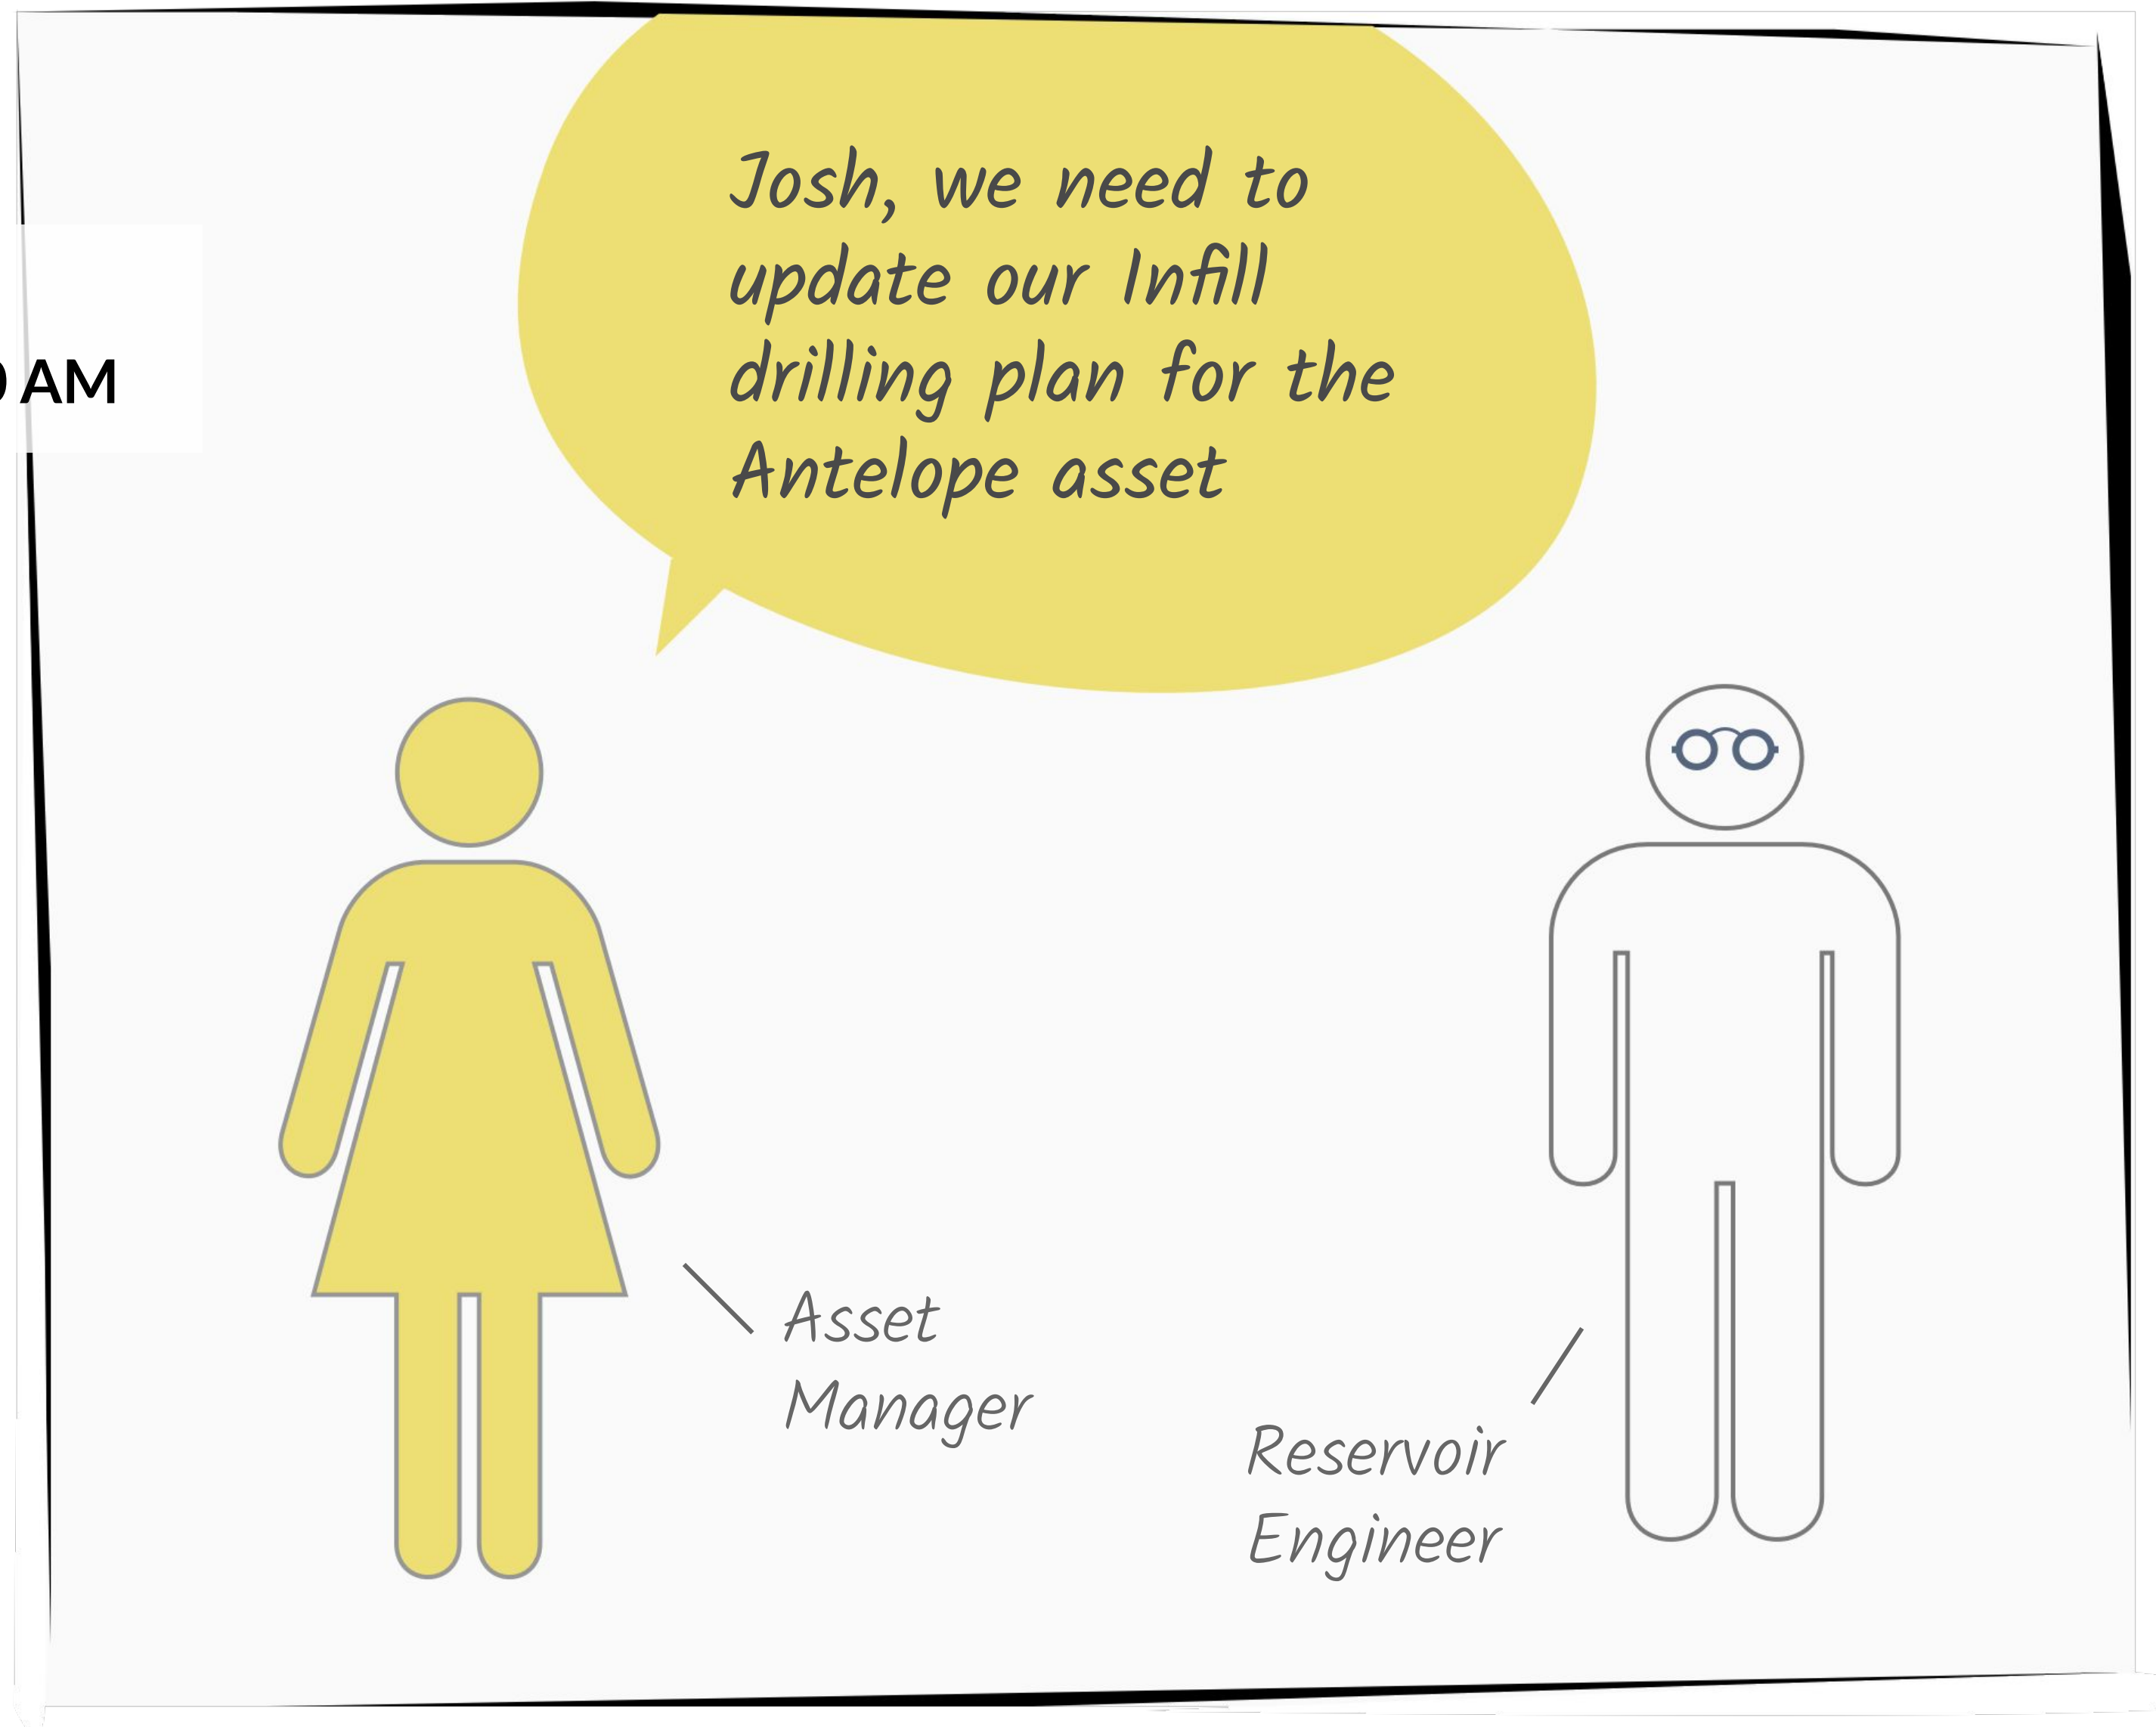 Josh, we need to
update our Infill
drilling plan for the
Antelope asset
AM
Asset
Manager
Reservoir
Engineer